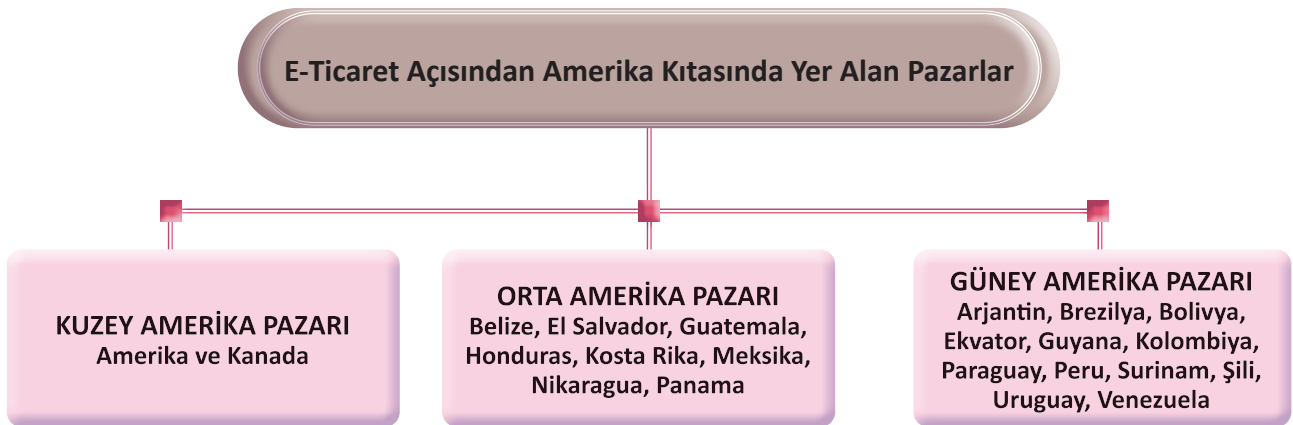 E-Ticaret Açısından Amerika Kıtasında Yer Alan Pazarlar
KUZEY AMERİKA PAZARI
Amerika ve Kanada
ORTA AMERİKA PAZARI
Belize, El Salvador, Guatemala,
Honduras, Kosta Rika, Meksika,
Nikaragua, Panama
GÜNEY AMERİKA PAZARI
Arjantin, Brezilya, Bolivya,
Ekvator, Guyana, Kolombiya,
Paraguay, Peru, Surinam, Şili,
Uruguay, Venezuela